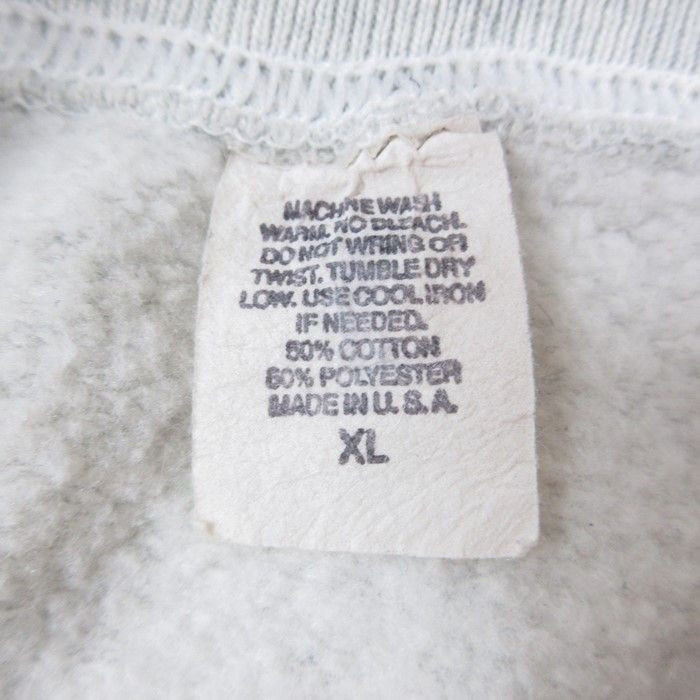 MACHINE WASH
WARM. NO BLEACH.
DO NOT WRING OR
TWIST. TUMBLE DRY
LOW. USE COOL IRON
IF NEEDED.
50% COTTON
50% POLYESTER
MADE IN U.S.A.
XL